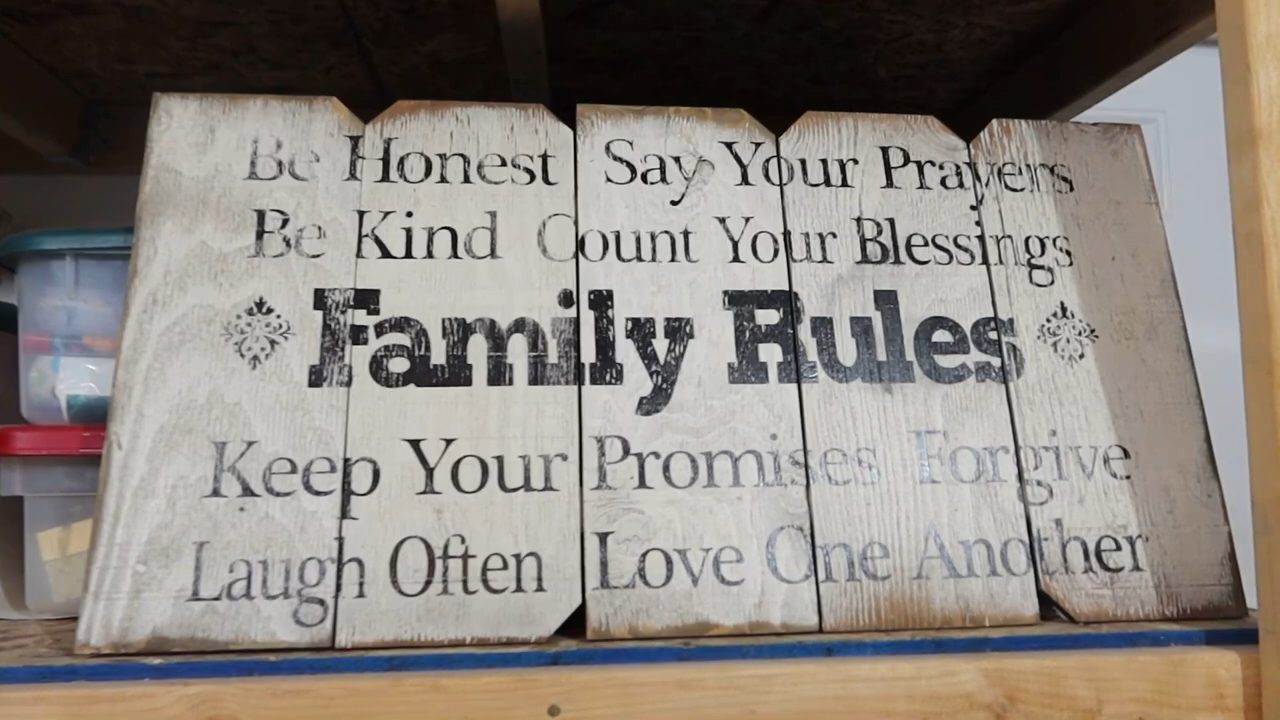 Be Honest Say Your Prayers
Be Kind Count Your Blessings
Family Rules
Keep Your Promises Forgive
Laugh Often Love One Another